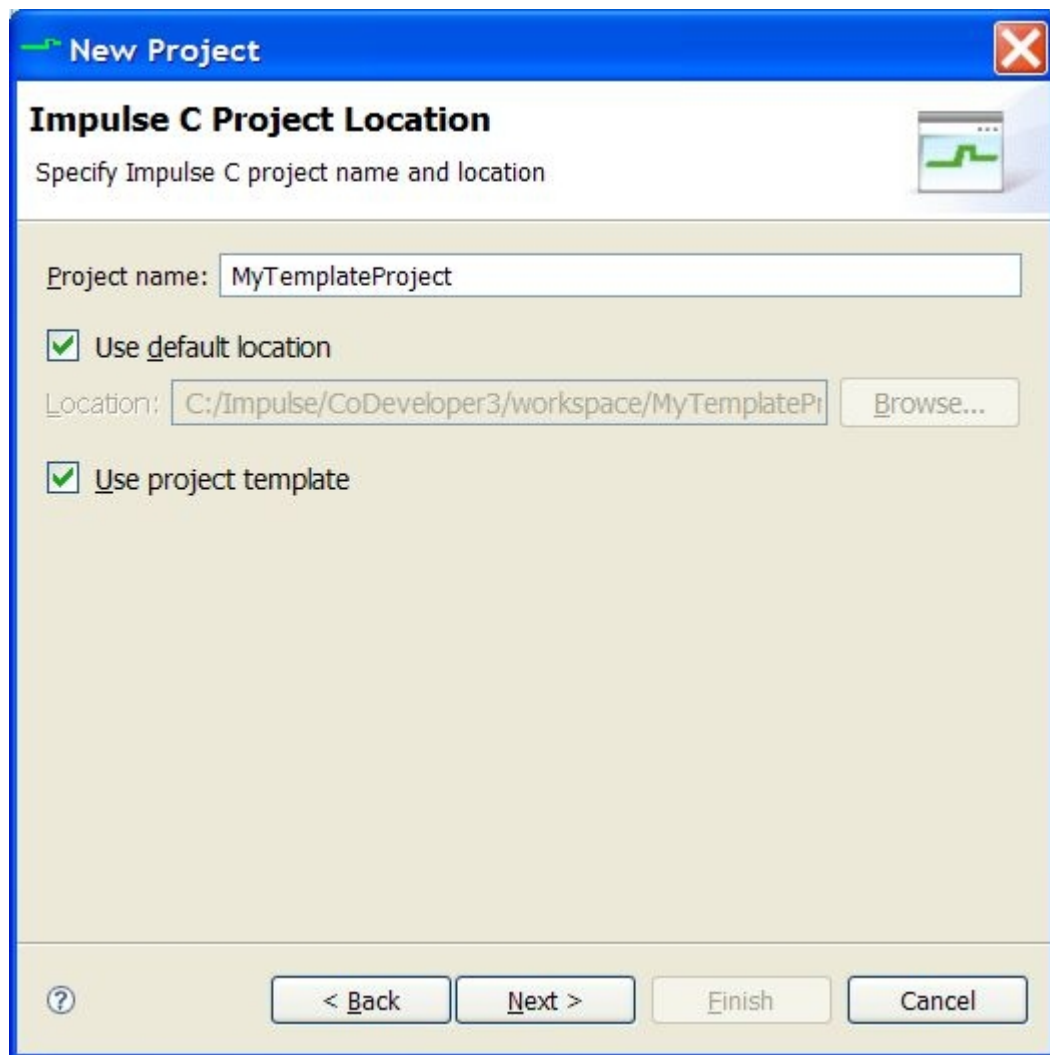 New Project
Impulse C Project Location
Specify Impulse C project name and location
Project name: MyTemplateProject
Use default location
Location: C:/Impulse/CoDeveloper3/workspace/MyTemplatePr Browse...
Use project template
? < Back Next > Finish Cancel